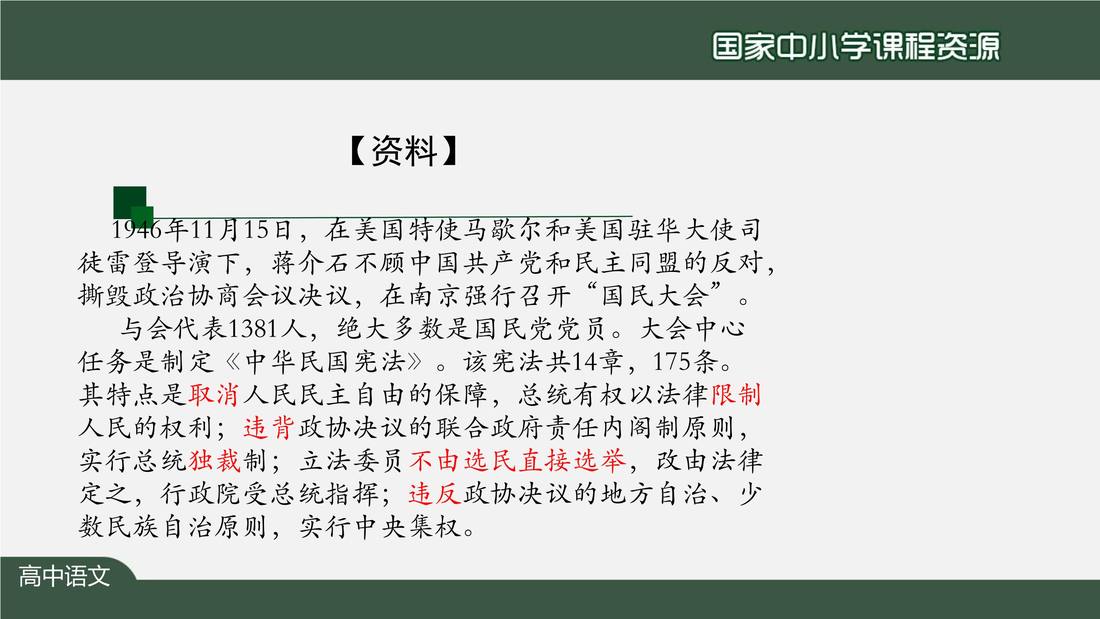 国家中小学课程资源
【资料】
1946年11月15日，在美国特使马歇尔和美国驻华大使司
徒雷登导演下，蒋介石不顾中国共产党和民主同盟的反对，
撕毁政治协商会议决议，在南京强行召开“国民大会”。
与会代表1381人，绝大多数是国民党党员。大会中心
任务是制定《中华民国宪法》。该宪法共14章，175条。
其特点是取消人民民主自由的保障，总统有权以法律限制
人民的权利；违背政协决议的联合政府责任内阁制原则，
实行总统独裁制；立法委员不由选民直接选举，改由法律
定之，行政院受总统指挥；违反政协决议的地方自治、少
数民族自治原则，实行中央集权。
高中语文